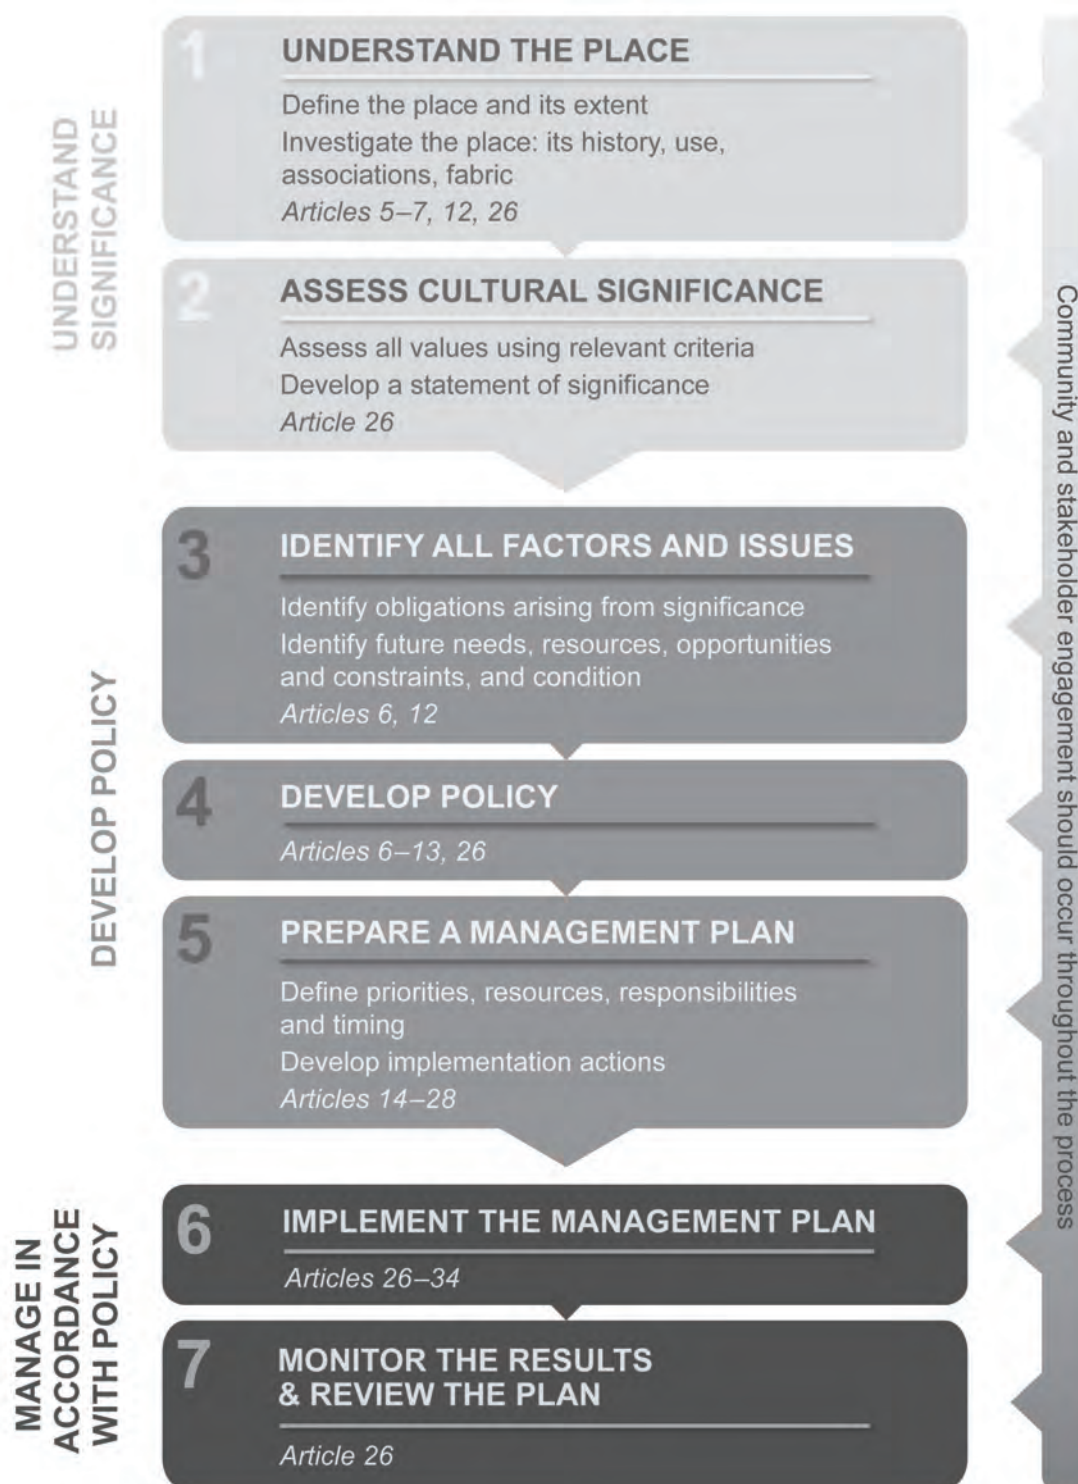 UNDERSTAND
SIGNIFICANCE
1
UNDERSTAND THE PLACE
Define the place and its extent
Investigate the place: its history, use,
associations, fabric
Articles 5–7, 12, 26
2
ASSESS CULTURAL SIGNIFICANCE
Assess all values using relevant criteria
Develop a statement of significance
Article 26
DEVELOP POLICY
3
IDENTIFY ALL FACTORS AND ISSUES
Identify obligations arising from significance
Identify future needs, resources, opportunities
and constraints, and condition
Articles 6, 12
4
DEVELOP POLICY
Articles 6–13, 26
5
PREPARE A MANAGEMENT PLAN
Define priorities, resources, responsibilities
and timing
Develop implementation actions
Articles 14–28
MANAGE IN
ACCORDANCE
WITH POLICY
6
IMPLEMENT THE MANAGEMENT PLAN
Articles 26–34
7
MONITOR THE RESULTS
& REVIEW THE PLAN
Article 26
Community and stakeholder engagement should occur throughout the process